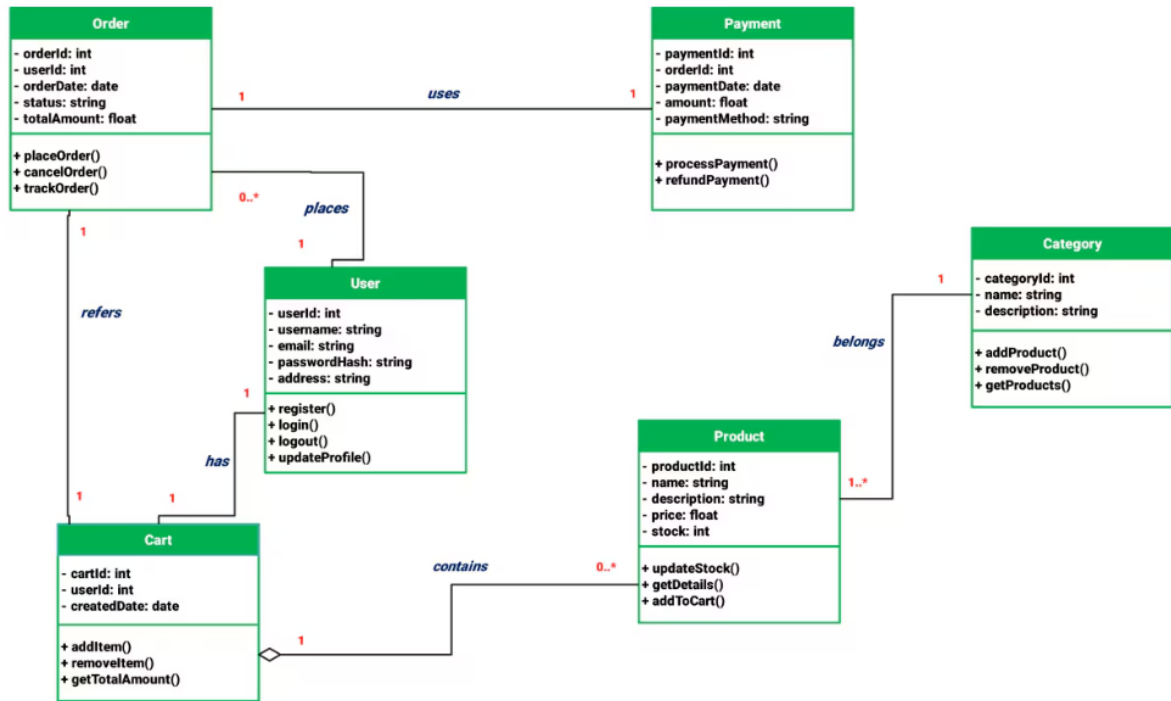 Order
- orderId: int
- userId: int
- orderDate: date
- status: string
- totalAmount: float
+ placeOrder()
+ cancelOrder()
+ trackOrder()
1
uses
1
Payment
- paymentId: int
- orderId: int
- paymentDate: date
- amount: float
- paymentMethod: string
+ processPayment()
+ refundPayment()
0..*
places
1
1
refers
1
User
- userId: int
- username: string
- email: string
- passwordHash: string
- address: string
+ register()
+ login()
+ logout()
+ updateProfile()
1
has
1
Category
- categoryId: int
- name: string
- description: string
+ addProduct()
+ removeProduct()
+ getProducts()
1
belongs
1..*
Product
- productId: int
- name: string
- description: string
- price: float
- stock: int
+ updateStock()
+ getDetails()
+ addToCart()
Cart
- cartId: int
- userId: int
- createdDate: date
+ addItem()
+ removeItem()
+ getTotalAmount()
1
contains
0..*